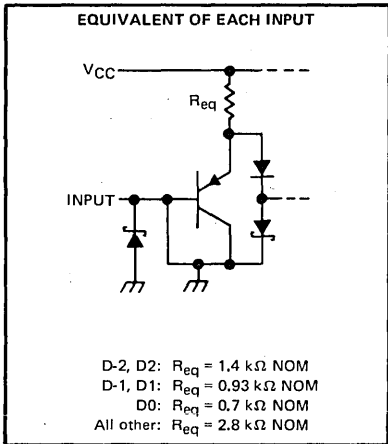 EQUIVALENT OF EACH INPUT
VCC
Req
INPUT
D-2, D2: Req = 1.4 kΩ NOM
D-1, D1: Req = 0.93 kΩ NOM
D0: Req = 0.7 kΩ NOM
All other: Req = 2.8 kΩ NOM